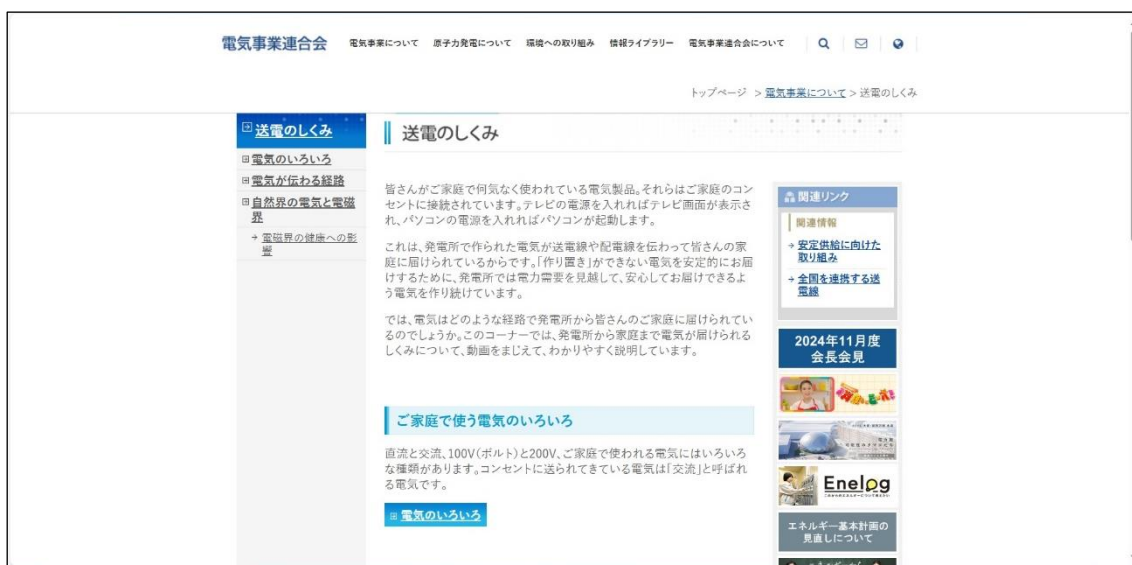 電気事業連合会
電気事業について 原子力発電について 環境への取り組み 情報ライブラリー 電気事業連合会について
トップページ > 電気事業について > 送電のしくみ
送電のしくみ
電気のいろいろ
電気が伝わる経路
自然界の電気と電磁
界
電磁界の健康への影
響
送電のしくみ
皆さんがご家庭で何気なく使われている電気製品。それらはご家庭のコン
セントに接続されています。テレビの電源を入れればテレビ画面が表示さ
れ、パソコンの電源を入れればパソコンが起動します。
これは、発電所で作られた電気が送電線や配電線を伝わって皆さんの家
庭に届けられているからです。「作り置き」ができない電気を安定的にお届
けするために、発電所では電力需要を見越して、安心してお届けできるよ
う電気を作り続けています。
では、電気はどのような経路で発電所から皆さんのご家庭に届けられてい
るのでしょうか。このコーナーでは、発電所から家庭まで電気が届けられる
しくみについて、動画をまじえて、わかりやすく説明しています。
ご家庭で使う電気のいろいろ
直流と交流、100V(ボルト)と200V、ご家庭で使われる電気にはいろいろ
な種類があります。コンセントに送られてきている電気は「交流」と呼ばれ
る電気です。
電気のいろいろ
関連リンク
関連情報
安定供給に向けた
取り組み
全国を連携する送
電線
2024年11月度
会長会見
Enelog
エネルギー基本計画の
見直しについて